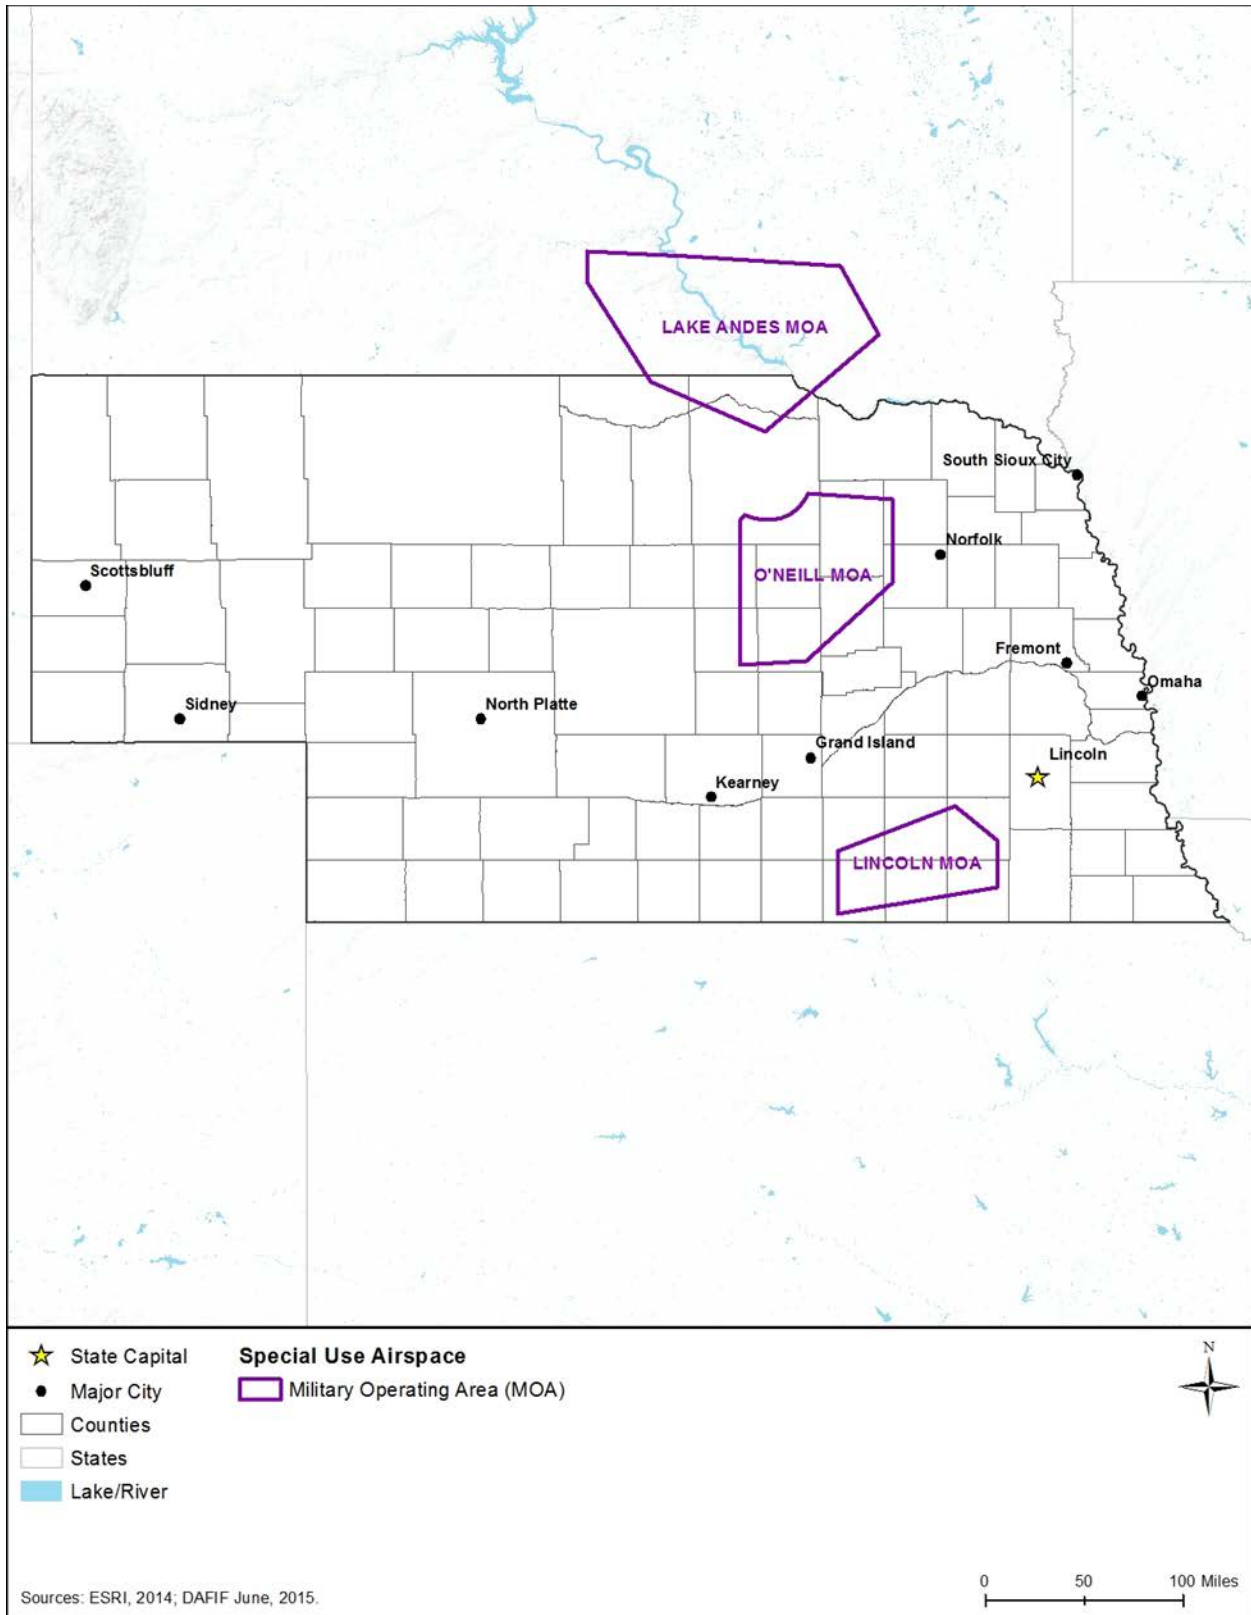 LAKE ANDES MOA
South Sioux City
Norfolk
Scottsbluff
O'NEILL MOA
Fremont
Omaha
Sidney
North Platte
Grand Island
Lincoln
Kearney
LINCOLN MOA
State Capital
Major City
Counties
States
Lake/River
Special Use Airspace
Military Operating Area (MOA)
N
0 50 100 Miles
Sources: ESRI, 2014; DAFIF June, 2015.